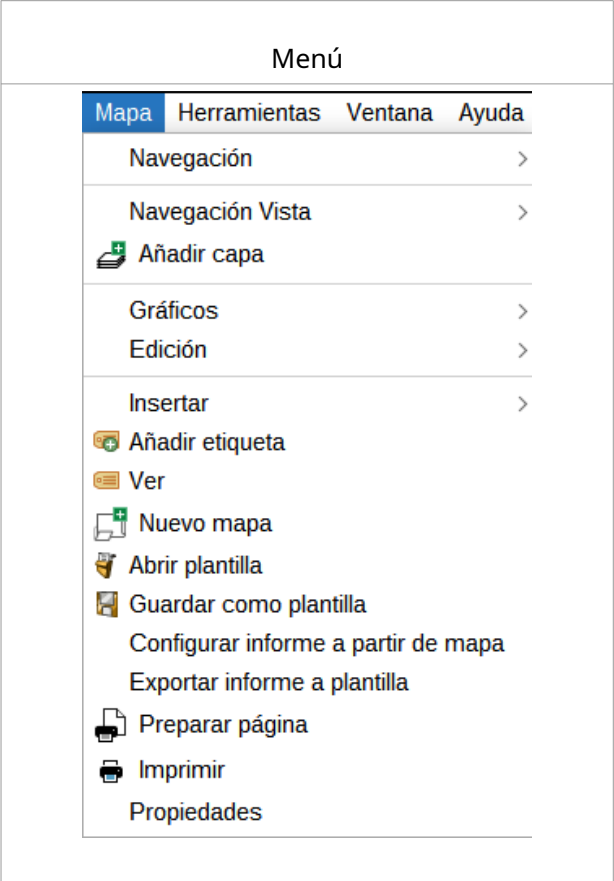 Menú
Mapa Herramientas Ventana Ayuda
Navegación
Navegación Vista
Añadir capa
Gráficos
Edición
Insertar
Añadir etiqueta
Ver
Nuevo mapa
Abrir plantilla
Guardar como plantilla
Configurar informe a partir de mapa
Exportar informe a plantilla
Preparar página
Imprimir
Propiedades